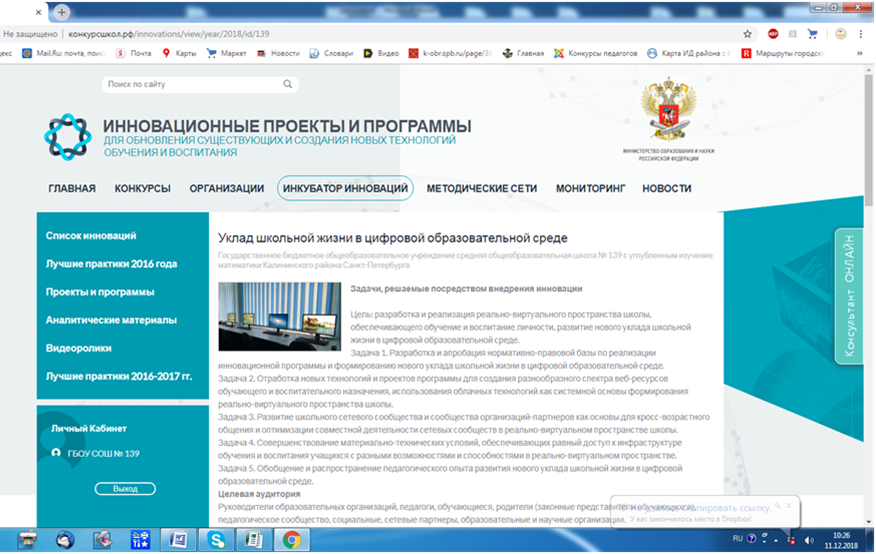 Не защищено | конкурсшкол.рф/innovations/view/year/2018/id/139
Mail.Ru: почта, поис Почта Карты Маркет Новости Словари Видео k-obr.spb.ru/page/3 Главная Конкурсы педагогов Карта ИД района Маршруты городск
Поиск по сайту
ИННОВАЦИОННЫЕ ПРОЕКТЫ И ПРОГРАММЫ
ДЛЯ ОБНОВЛЕНИЯ СУЩЕСТВУЮЩИХ И СОЗДАНИЯ НОВЫХ ТЕХНОЛОГИЙ
ОБУЧЕНИЯ И ВОСПИТАНИЯ
МИНИСТЕРСТВО ОБРАЗОВАНИЯ И НАУКИ
РОССИЙСКОЙ ФЕДЕРАЦИИ
ГЛАВНАЯ КОНКУРСЫ ОРГАНИЗАЦИИ ИНКУБАТОР ИННОВАЦИЙ МЕТОДИЧЕСКИЕ СЕТИ МОНИТОРИНГ НОВОСТИ
Список инноваций
Лучшие практики 2016 года
Проекты и программы
Аналитические материалы
Видеоролики
Лучшие практики 2016-2017 гг.
Личный Кабинет
ГБОУ СОШ № 139
Выход
Уклад школьной жизни в цифровой образовательной среде
Государственное бюджетное общеобразовательное учреждение средняя общеобразовательная школа № 139 с углубленным изучение
математики Калининского района Санкт-Петербурга
Задачи, решаемые посредством внедрения инновации
Цель: разработка и реализация реально-виртуального пространства школы,
обеспечивающего обучение и воспитание личности, развитие нового уклада школьной
жизни в цифровой образовательной среде.
Задача 1. Разработка и апробация нормативно-правовой базы по реализации
инновационной программы и формированию нового уклада школьной жизни в цифровой образовательной среде.
Задача 2. Отработка новых технологий и проектов программы для создания разнообразного спектра веб-ресурсов
обучающего и воспитательного назначения, использования облачных технологий как системной основы формирования
реально-виртуального пространства школы.
Задача 3. Развитие школьного сетевого сообщества и сообщества организаций-партнеров как основы для кросс-возрастного
общения и оптимизации совместной деятельности сетевых сообществ в реально-виртуальном пространстве школы.
Задача 4. Совершенствование материально-технических условий, обеспечивающих равный доступ к инфраструктуре
обучения и воспитания учащихся с разными возможностями и способностями в реально-виртуальном пространстве.
Задача 5. Обобщение и распространение педагогического опыта развития нового уклада школьной жизни в цифровой
образовательной среде.
Целевая аудитория
Руководители образовательных организаций, педагоги, обучающиеся, родители (законные представители обучающихся),
педагогическое сообщество, социальные, сетевые партнеры, образовательные и научные организации.
Консультант ОНЛАЙН
копировать ссылку.
У вас закончилось место в Dropbox!
RU
10:26
11.12.2018